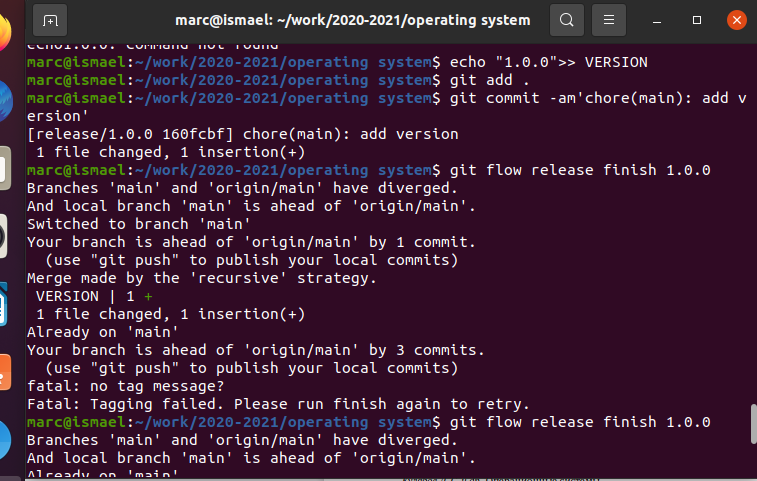 marc@ismael: ~/work/2020-2021/operating system
echo1.0.0: command not found
marc@ismael:~/work/2020-2021/operating system$ echo "1.0.0">> VERSION
marc@ismael:~/work/2020-2021/operating system$ git add .
marc@ismael:~/work/2020-2021/operating system$ git commit -am'chore(main): add v
ersion'
[release/1.0.0 160fcbf] chore(main): add version
 1 file changed, 1 insertion(+)
marc@ismael:~/work/2020-2021/operating system$ git flow release finish 1.0.0
Branches 'main' and 'origin/main' have diverged.
And local branch 'main' is ahead of 'origin/main'.
Switched to branch 'main'
Your branch is ahead of 'origin/main' by 1 commit.
  (use "git push" to publish your local commits)
Merge made by the 'recursive' strategy.
 VERSION | 1 +
 1 file changed, 1 insertion(+)
Already on 'main'
Your branch is ahead of 'origin/main' by 3 commits.
  (use "git push" to publish your local commits)
fatal: no tag message?
Fatal: Tagging failed. Please run finish again to retry.
marc@ismael:~/work/2020-2021/operating system$ git flow release finish 1.0.0
Branches 'main' and 'origin/main' have diverged.
And local branch 'main' is ahead of 'origin/main'.
Already on 'main'